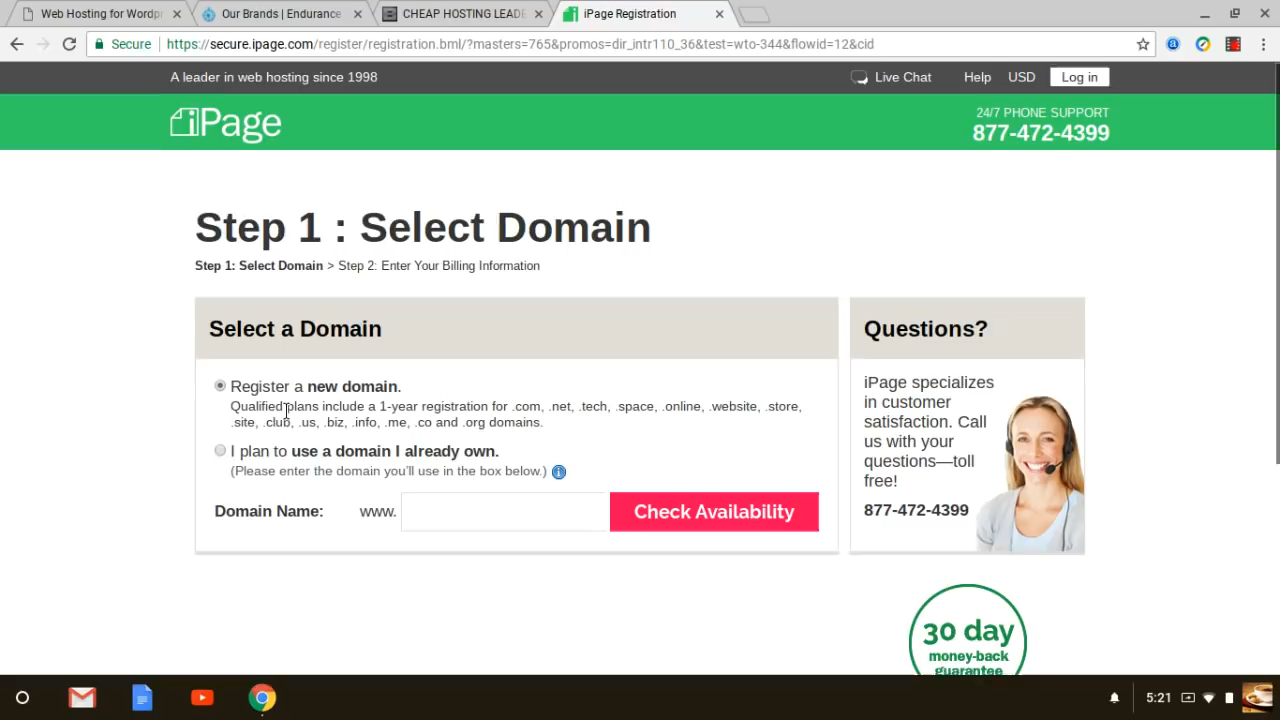 Web Hosting for Wordpr
Our Brands | Endurance
CHEAP HOSTING LEADE
iPage Registration
Secure
https://secure.ipage.com/register/registration.bml/?masters=765&promos=dir_intr110_36&test=wto-344&flowid=12&cid
A leader in web hosting since 1998
Live Chat
Help
USD
Log in
iPage
24/7 PHONE SUPPORT
877-472-4399
Step 1 : Select Domain
Step 1: Select Domain > Step 2: Enter Your Billing Information
Select a Domain
Register a new domain.
Qualified plans include a 1-year registration for .com, .net, .tech, .space, .online, .website, .store,
.site, .club, .us, .biz, .info, .me, .co and .org domains.
I plan to use a domain I already own.
(Please enter the domain you'll use in the box below.)
Domain Name: www.
Check Availability
Questions?
iPage specializes
in customer
satisfaction. Call
us with your
questions—toll
free!
877-472-4399
30 day
money-back
guarantee
5:21